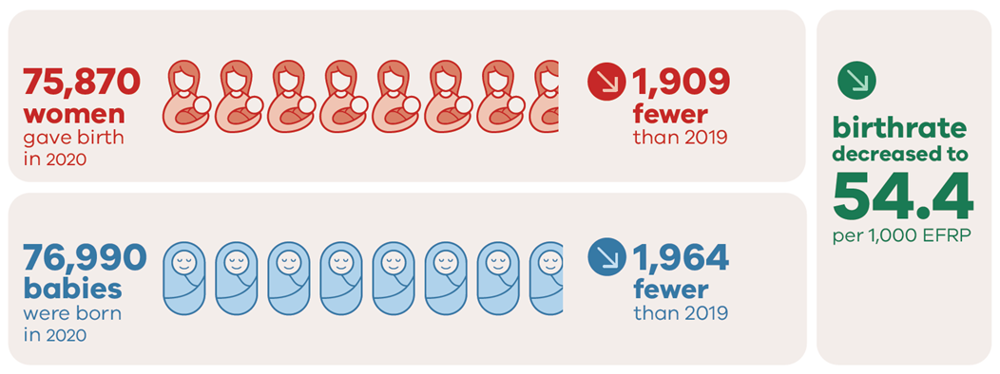 75,870
women
gave birth
in 2020
1,909
fewer
than 2019
76,990
babies
were born
in 2020
1,964
fewer
than 2019
birthrate
decreased to
54.4
per 1,000 EFRP